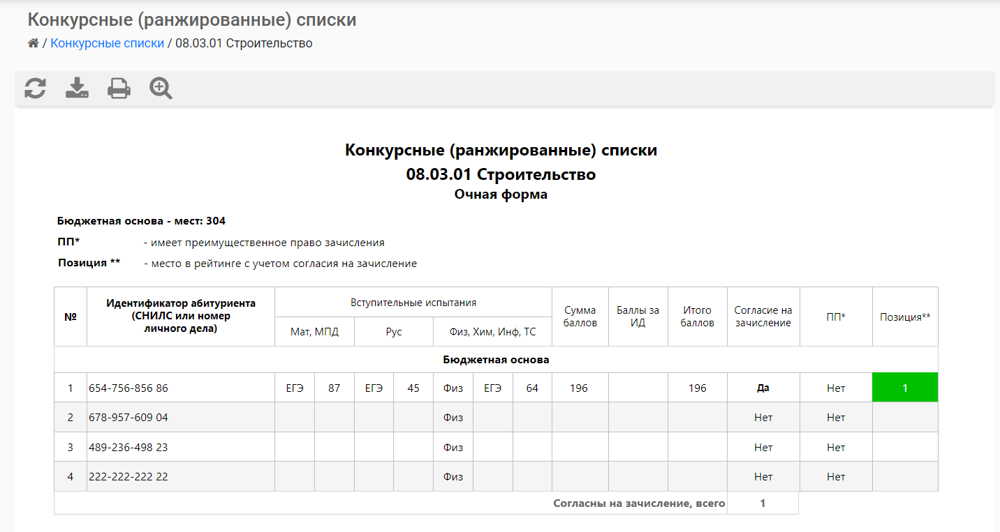 Конкурсные (ранжированные) списки
/ Конкурсные списки / 08.03.01 Строительство
Конкурсные (ранжированные) списки
08.03.01 Строительство
Очная форма
Бюджетная основа - мест: 304
ПП* - имеет преимущественное право зачисления
Позиция ** - место в рейтинге с учетом согласия на зачисление
№ Идентификатор абитуриента (СНИЛС или номер личного дела) Вступительные испытания Сумма баллов Баллы за ИД Итого баллов Согласие на зачисление ПП* Позиция**
Мат, МПД Рус Физ, Хим, Инф, ТС
Бюджетная основа
1 654-756-856 86 ЕГЭ 87 ЕГЭ 45 Физ ЕГЭ 64 196 196 Да Нет 1
2 678-957-609 04 Физ Нет Нет
3 489-236-498 23 Физ Нет Нет
4 222-222-222 22 Физ Нет Нет
Согласны на зачисление, всего 1